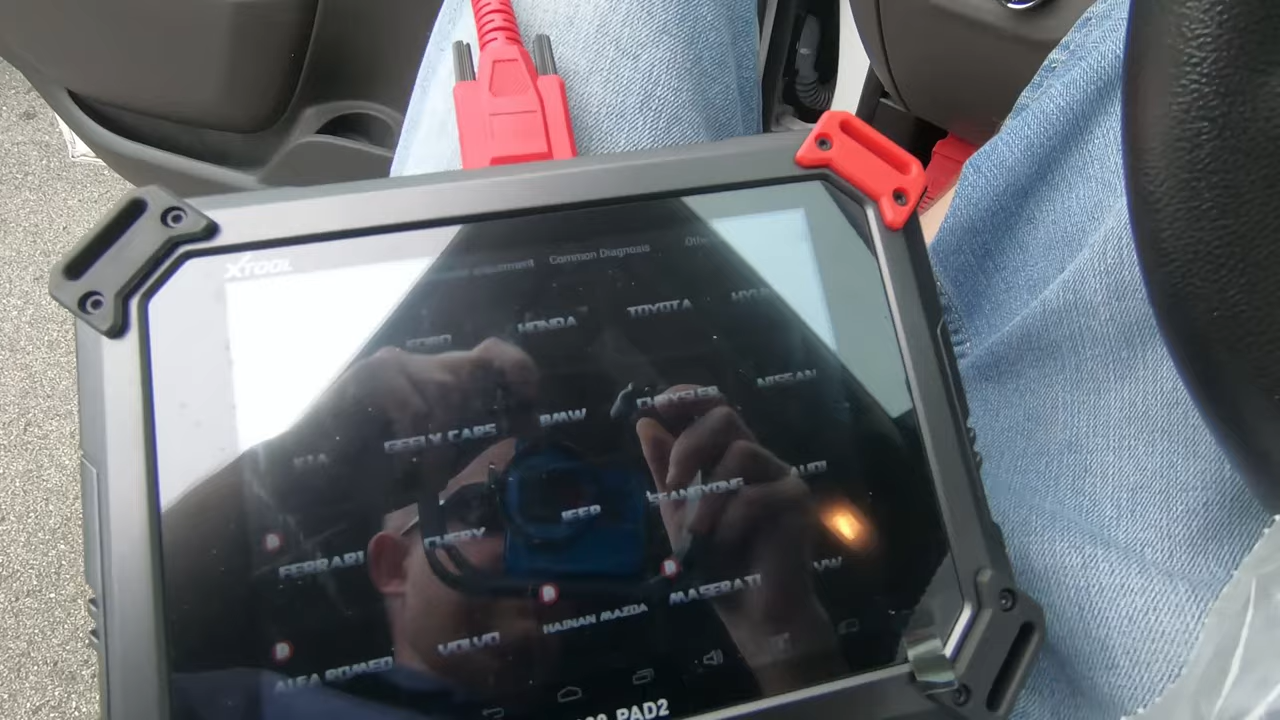 XTOOL
Common Diagnosis
FORD HONDA TOYOTA
KIA GEELY CARS BMW CHRYSLER NISSAN
FERRARI CHERY JEEP SSANGYONG AUDI
ALFA ROMEO VOLVO HAINAN MAZDA MASERATI VW
PAD2